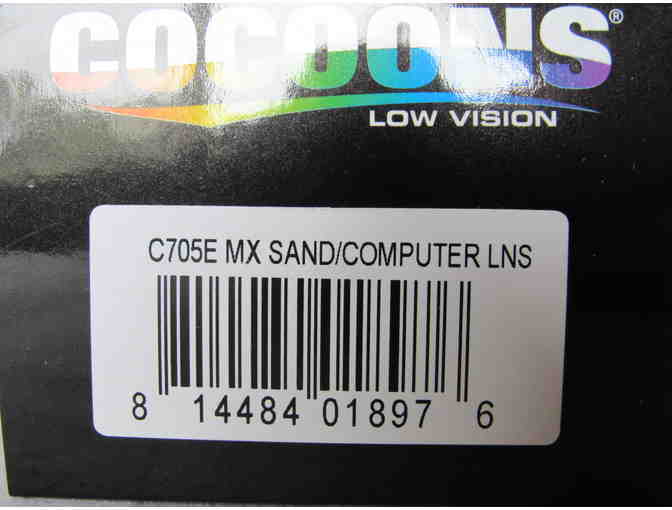 COCOONS®
LOW VISION
C705E MX SAND/COMPUTER LNS
8 14484 01897 6